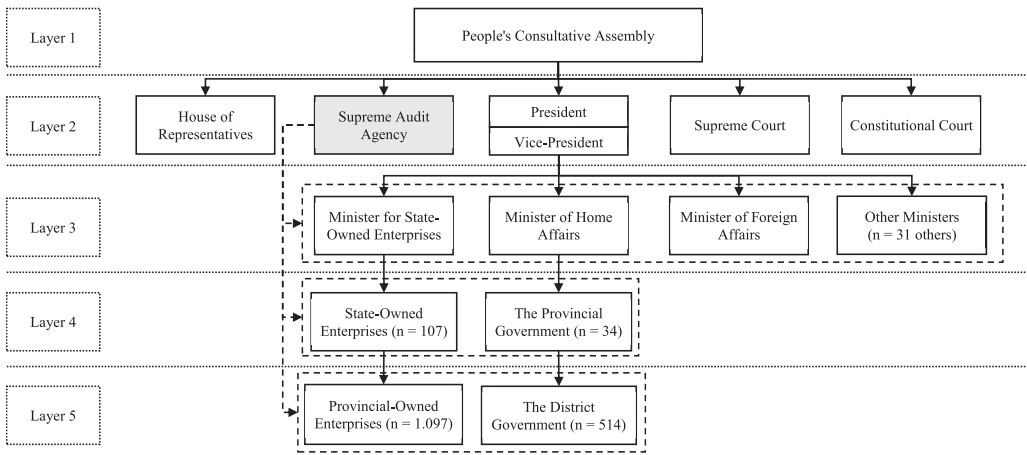 Layer 1
People's Consultative Assembly
Layer 2
House of
Representatives
Supreme Audit
Agency
President
Vice-President
Supreme Court
Constitutional Court
Layer 3
Minister for State-
Owned Enterprises
Minister of Home
Affairs
Minister of Foreign
Affairs
Other Ministers
(n = 31 others)
Layer 4
State-Owned
Enterprises (n = 107)
The Provincial
Government (n = 34)
Layer 5
Provincial-Owned
Enterprises (n = 1.097)
The District
Government (n = 514)